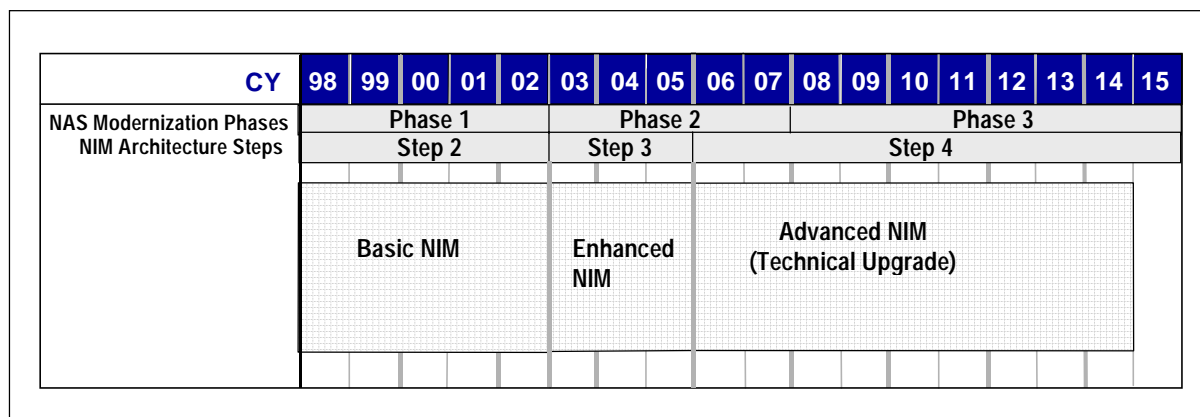 CY 98 99 00 01 02 03 04 05 06 07 08 09 10 11 12 13 14 15
NAS Modernization Phases Phase 1 Phase 2 Phase 3
NIM Architecture Steps Step 2 Step 3 Step 4
Basic NIM
Enhanced
NIM
Advanced NIM
(Technical Upgrade)